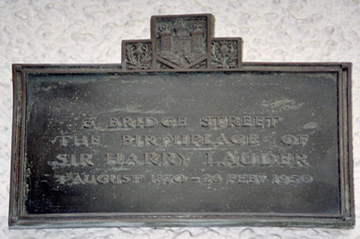 3 BRIDGE STREET
THE BIRTHPLACE OF
SIR HARRY LAUDER
4 AUGUST 1870 – 26 FEBY 1950